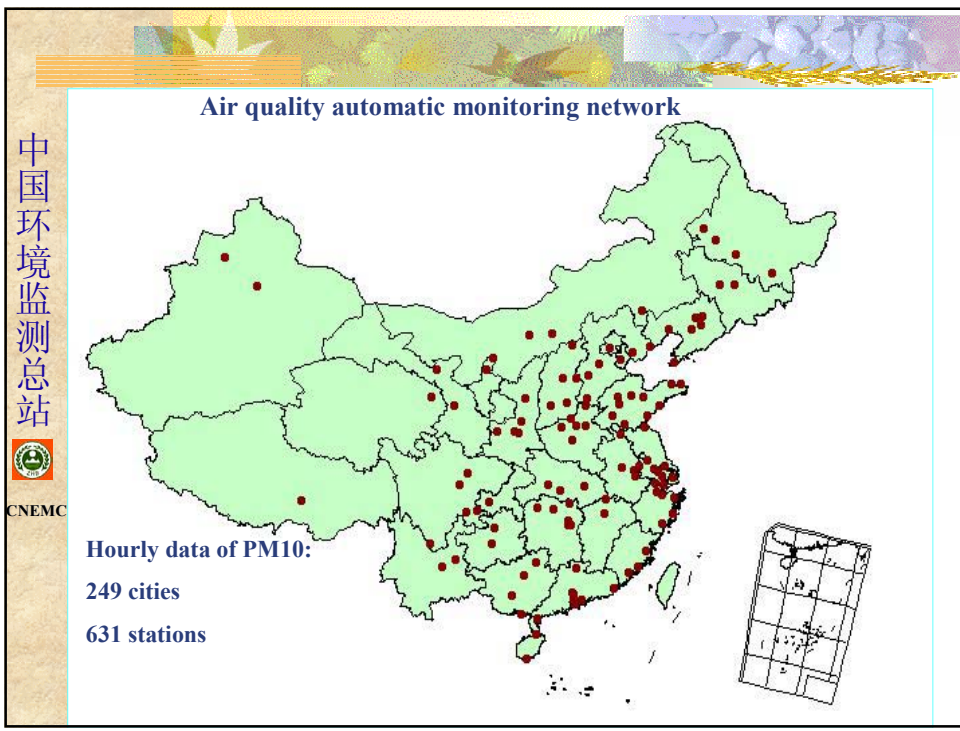 Air quality automatic monitoring network
中国环境监测总站
CNEMC
Hourly data of PM10:
249 cities
631 stations